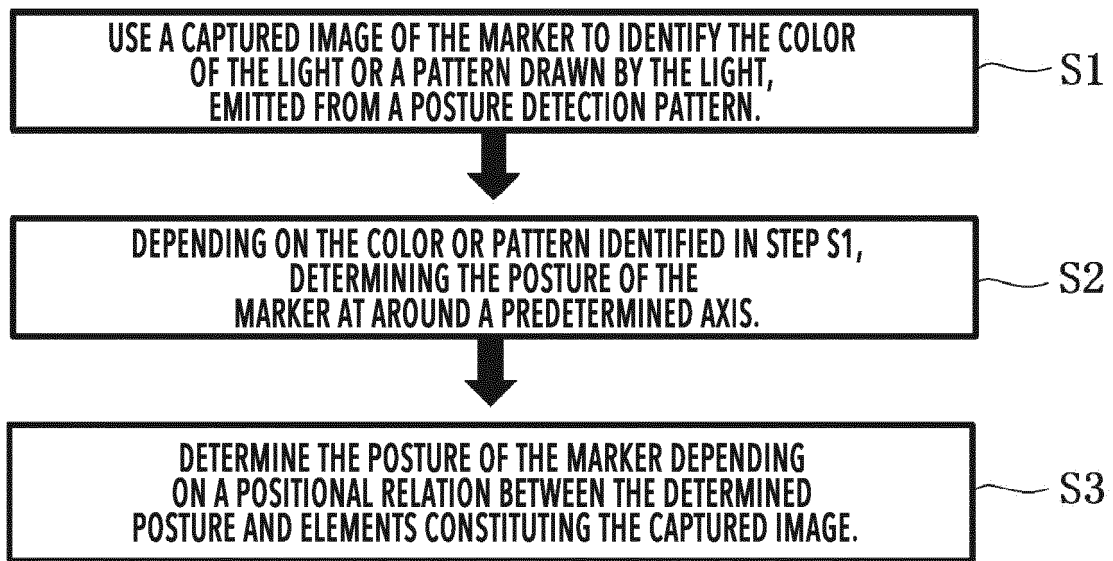 USE A CAPTURED IMAGE OF THE MARKER TO IDENTIFY THE COLOR
OF THE LIGHT OR A PATTERN DRAWN BY THE LIGHT,
EMITTED FROM A POSTURE DETECTION PATTERN.
S1
DEPENDING ON THE COLOR OR PATTERN IDENTIFIED IN STEP S1,
DETERMINING THE POSTURE OF THE
MARKER AT AROUND A PREDETERMINED AXIS.
S2
DETERMINE THE POSTURE OF THE MARKER DEPENDING
ON A POSITIONAL RELATION BETWEEN THE DETERMINED
POSTURE AND ELEMENTS CONSTITUTING THE CAPTURED IMAGE.
S3